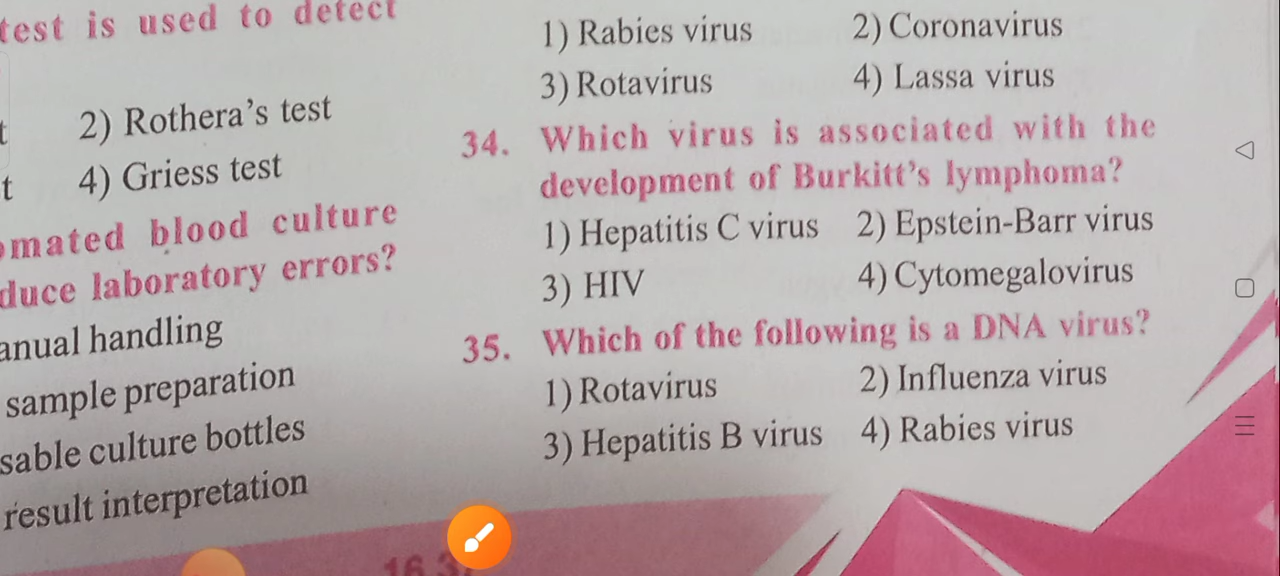 test is used to detect
2) Rothera's test
4) Griess test
mated blood culture
duce laboratory errors?
anual handling
sample preparation
sable culture bottles
result interpretation
1) Rabies virus 2) Coronavirus
3) Rotavirus 4) Lassa virus
34. Which virus is associated with the
development of Burkitt's lymphoma?
1) Hepatitis C virus 2) Epstein-Barr virus
3) HIV 4) Cytomegalovirus
35. Which of the following is a DNA virus?
1) Rotavirus 2) Influenza virus
3) Hepatitis B virus 4) Rabies virus